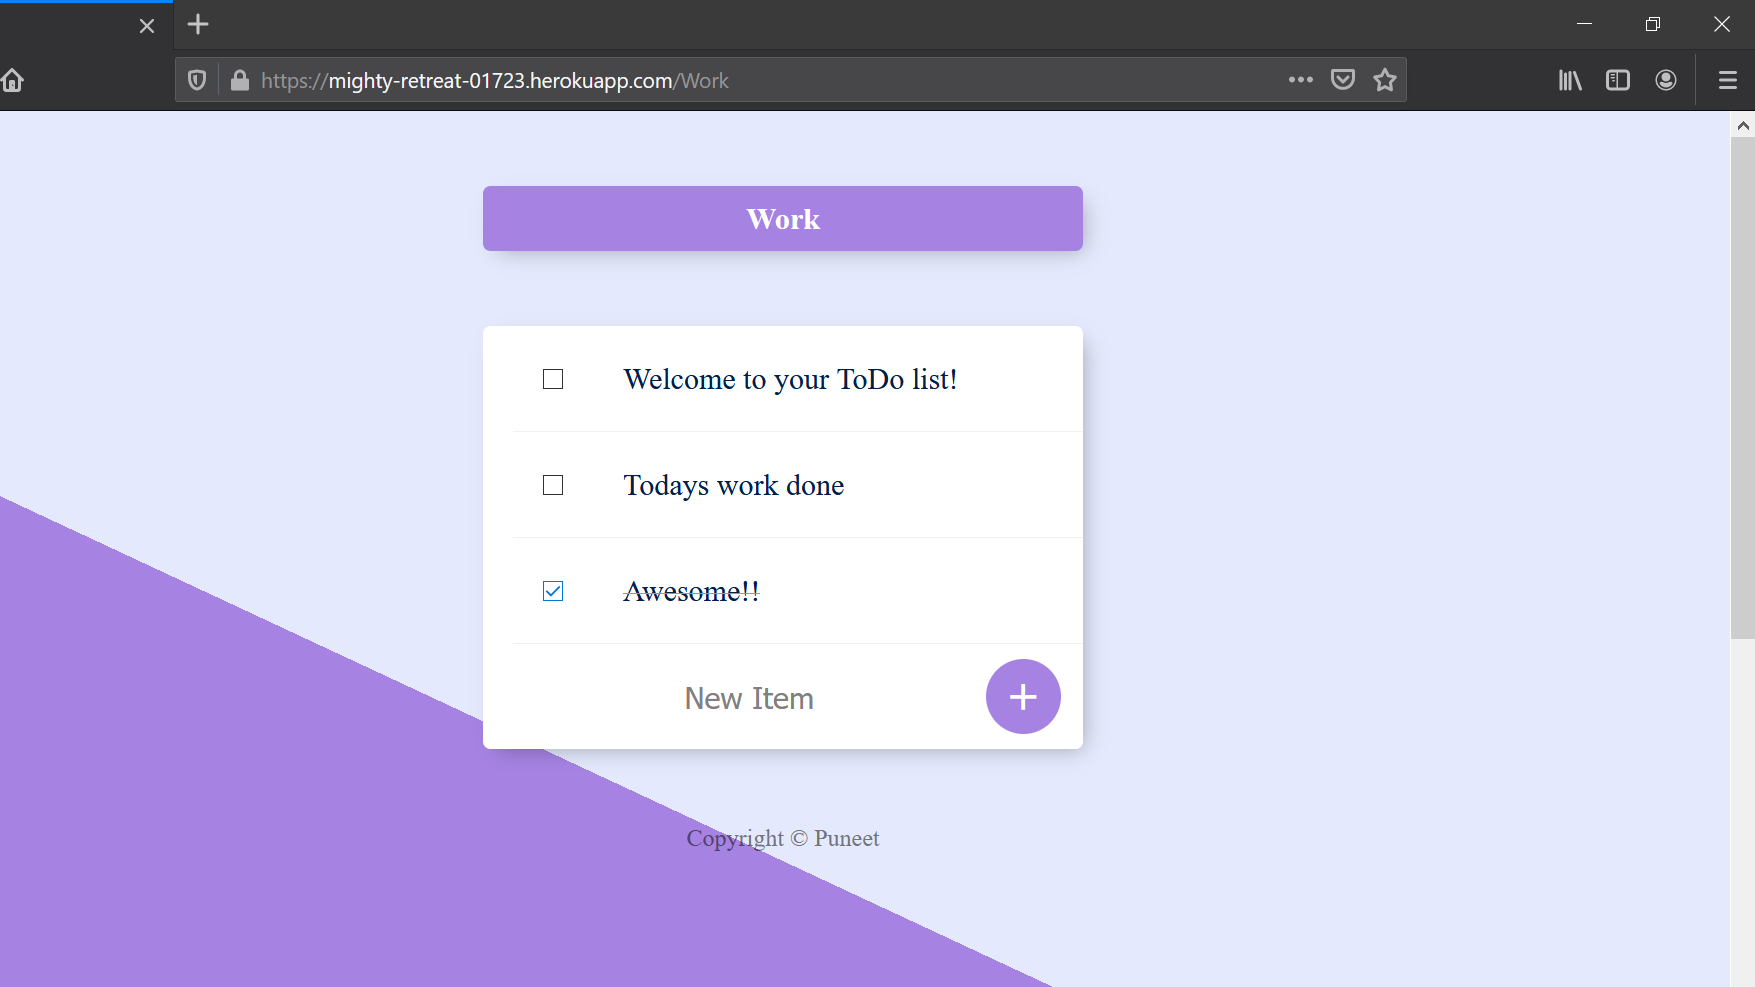 https://mighty-retreat-01723.herokuapp.com/Work
Work
Welcome to your ToDo list!
Todays work done
Awesome!!
New Item
Copyright © Puneet